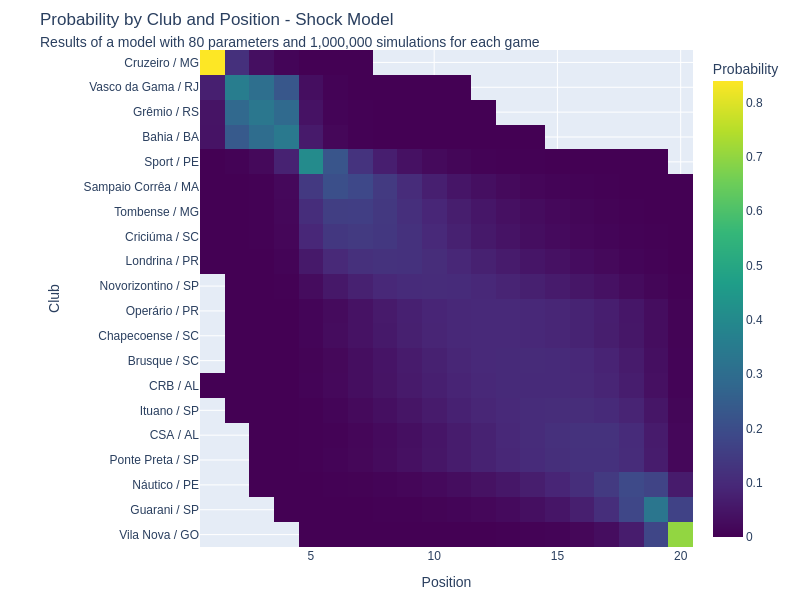 Probability by Club and Position - Shock Model
Results of a model with 80 parameters and 1,000,000 simulations for each game
Probability
Club
Cruzeiro / MG
Vasco da Gama / RJ
Grêmio / RS
Bahia / BA
Sport / PE
Sampaio Corrêa / MA
Tombense / MG
Criciúma / SC
Londrina / PR
Novorizontino / SP
Operário / PR
Chapecoense / SC
Brusque / SC
CRB / AL
Ituano / SP
CSA / AL
Ponte Preta / SP
Náutico / PE
Guarani / SP
Vila Nova / GO
0.8
0.7
0.6
0.5
0.4
0.3
0.2
0.1
0
5 10 15 20
Position